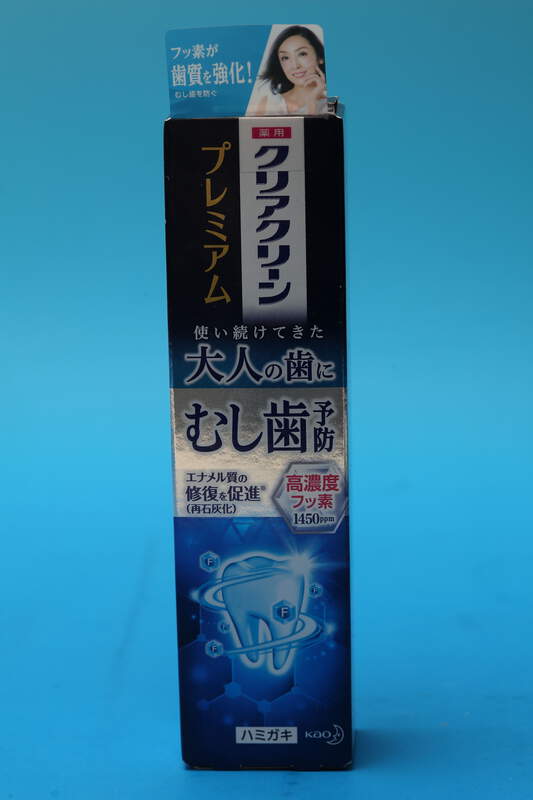 フッ素が
歯質を強化!
むし歯を防ぐ
薬用
クリアクリーン
プレミアム
使い続けてきた
大人の歯に
むし歯予防
エナメル質の
修復を促進※
(再石灰化)
高濃度
フッ素
1450ppm
F
F
F
F
ハミガキ
Kao